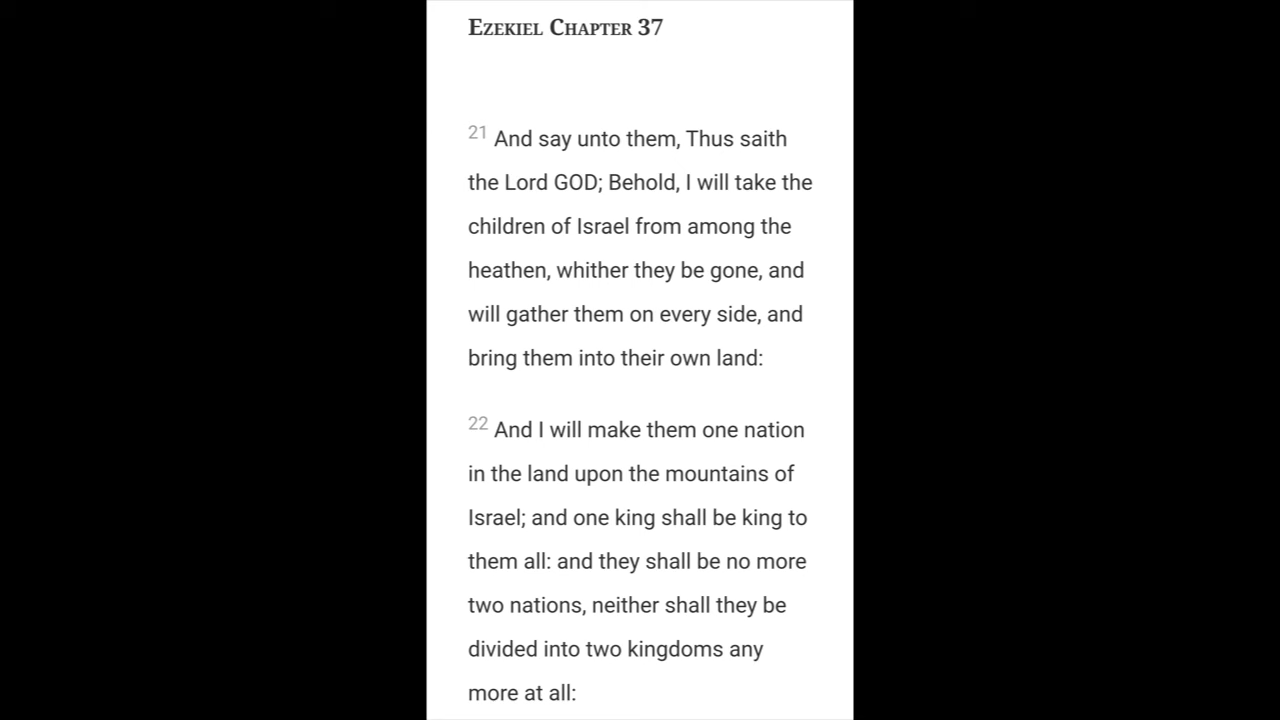 EZEKIEL CHAPTER 37
21 And say unto them, Thus saith
the Lord GOD; Behold, I will take the
children of Israel from among the
heathen, whither they be gone, and
will gather them on every side, and
bring them into their own land:
22 And I will make them one nation
in the land upon the mountains of
Israel; and one king shall be king to
them all: and they shall be no more
two nations, neither shall they be
divided into two kingdoms any
more at all: